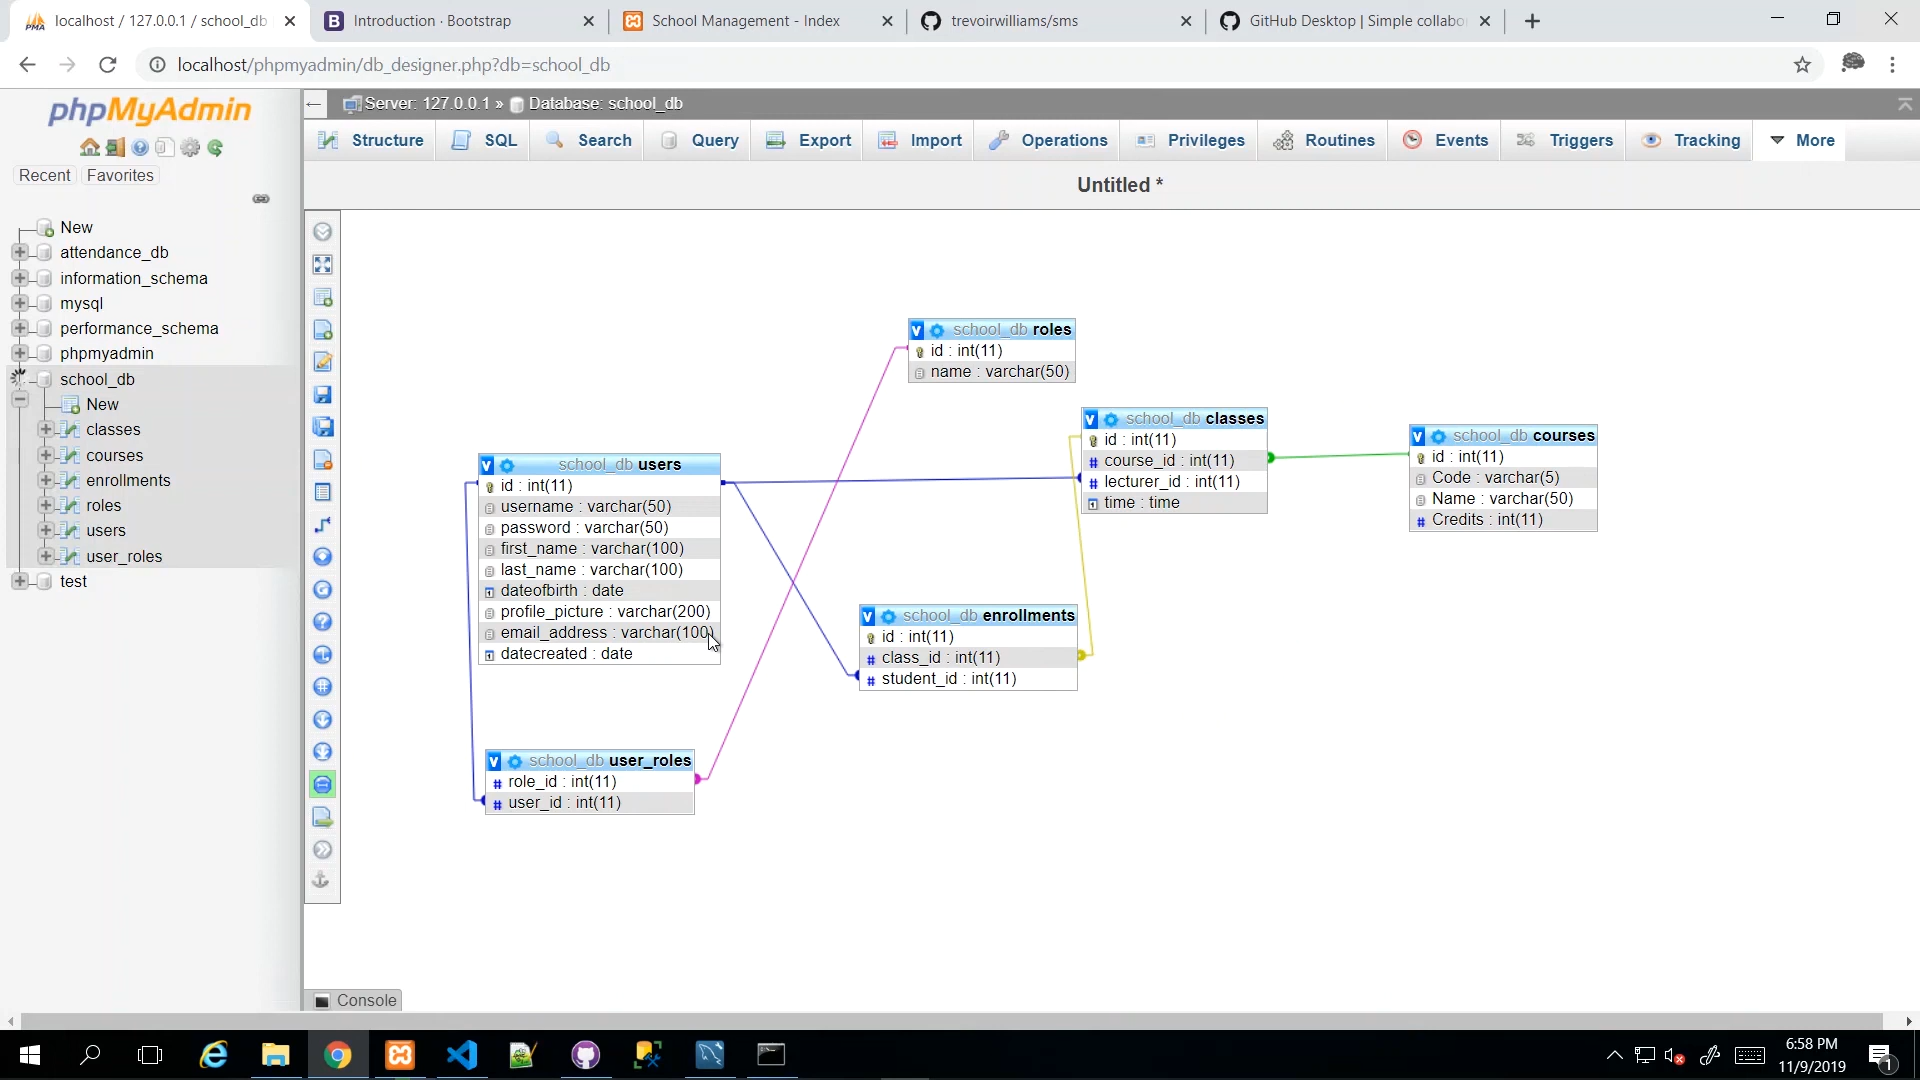 localhost / 127.0.0.1 / school_db
Introduction · Bootstrap
School Management - Index
trevoirwilliams/sms
GitHub Desktop | Simple collabo
localhost/phpmyadmin/db_designer.php?db=school_db
phpMyAdmin
Recent
Favorites
New
attendance_db
information_schema
mysql
performance_schema
phpmyadmin
school_db
New
classes
courses
enrollments
roles
users
user_roles
test
Server: 127.0.0.1 » Database: school_db
Structure
SQL
Search
Query
Export
Import
Operations
Privileges
Routines
Events
Triggers
Tracking
More
Untitled *
school_db roles
id : int(11)
name : varchar(50)
school_db classes
id : int(11)
course_id : int(11)
lecturer_id : int(11)
time : time
school_db courses
id : int(11)
Code : varchar(5)
Name : varchar(50)
Credits : int(11)
school_db users
id : int(11)
username : varchar(50)
password : varchar(50)
first_name : varchar(100)
last_name : varchar(100)
dateofbirth : date
profile_picture : varchar(200)
email_address : varchar(100)
datecreated : date
school_db enrollments
id : int(11)
class_id : int(11)
student_id : int(11)
school_db user_roles
role_id : int(11)
user_id : int(11)
Console
6:58 PM
11/9/2019
1